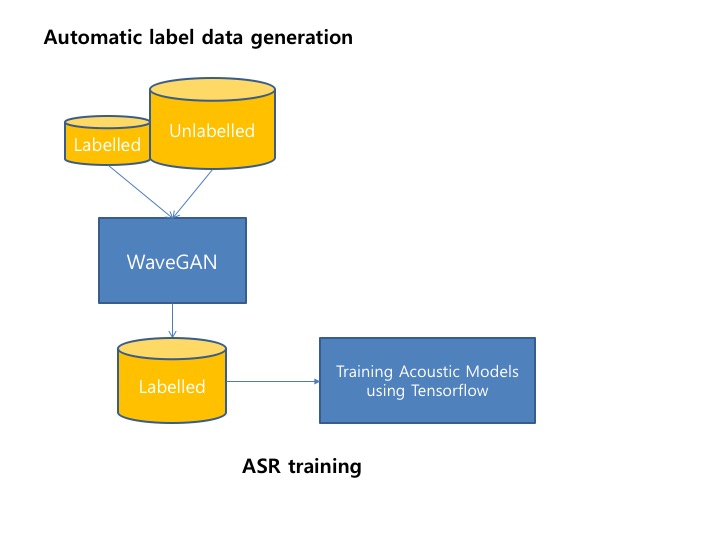 Automatic label data generation
Unlabelled
Labelled
WaveGAN
Labelled
Training Acoustic Models
using Tensorflow
ASR training